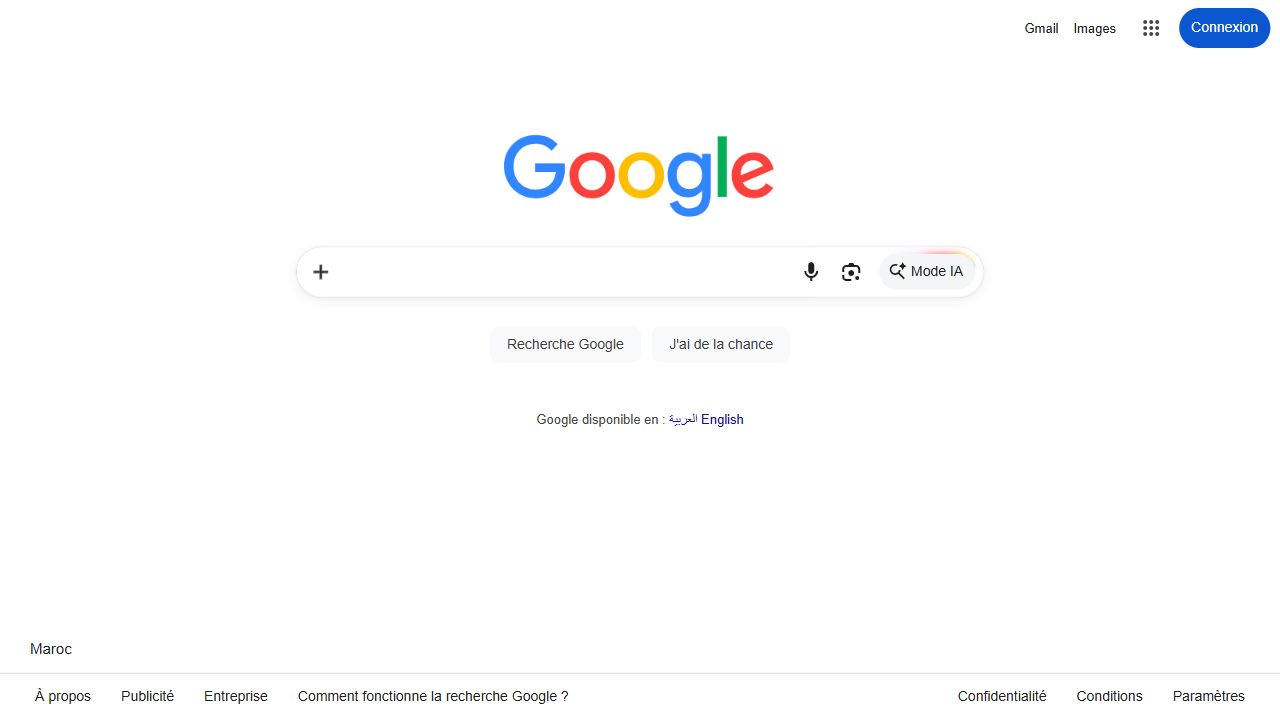 Gmail Images Connexion
Google
Mode IA
Recherche Google J'ai de la chance
Google disponible en : العربية English
Maroc
À propos Publicité Entreprise Comment fonctionne la recherche Google ? Confidentialité Conditions Paramètres